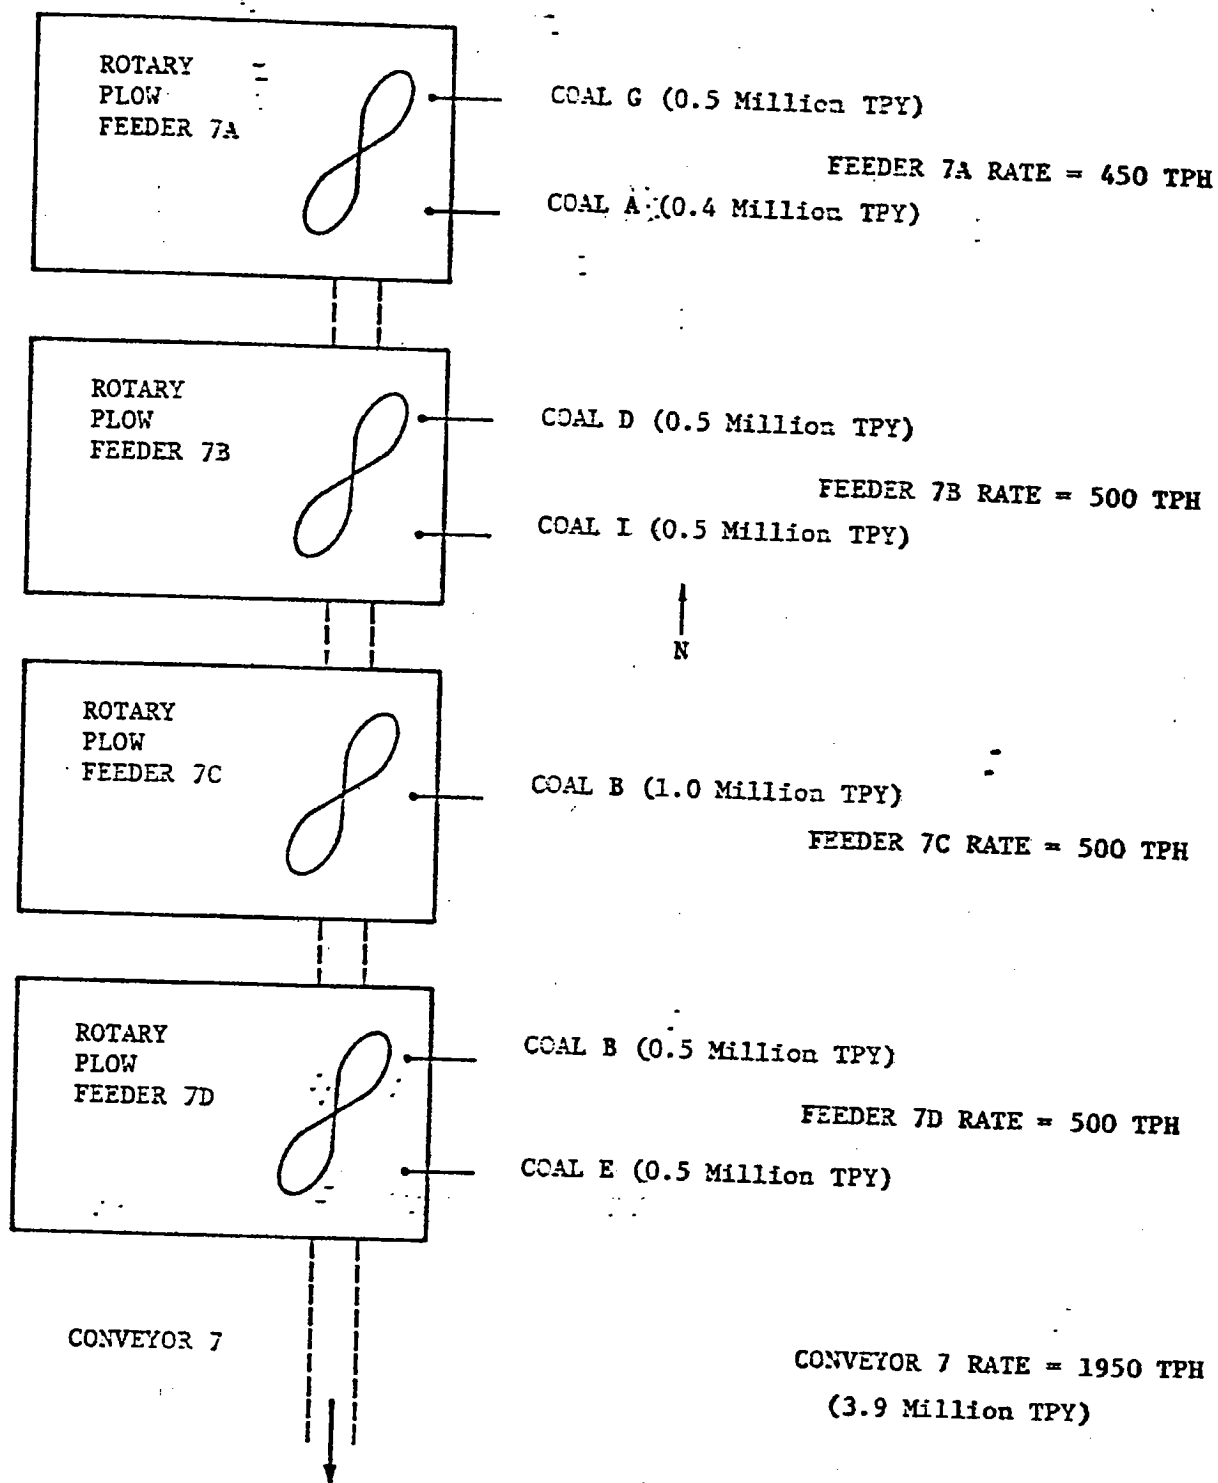 ROTARY
PLOW
FEEDER 7A
COAL G (0.5 Million TPY)
FEEDER 7A RATE = 450 TPH
COAL A (0.4 Million TPY)
ROTARY
PLOW
FEEDER 7B
COAL D (0.5 Million TPY)
FEEDER 7B RATE = 500 TPH
COAL I (0.5 Million TPY)
N
ROTARY
PLOW
FEEDER 7C
COAL B (1.0 Million TPY)
FEEDER 7C RATE = 500 TPH
ROTARY
PLOW
FEEDER 7D
COAL B (0.5 Million TPY)
FEEDER 7D RATE = 500 TPH
COAL E (0.5 Million TPY)
CONVEYOR 7
CONVEYOR 7 RATE = 1950 TPH
(3.9 Million TPY)